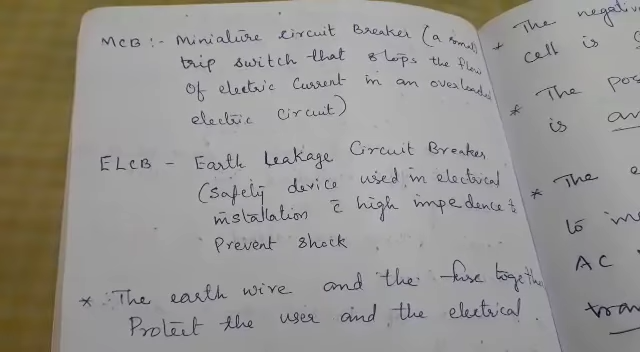 MCB :- Miniature circuit Breaker (a small
trip switch that stops the flow
of electric current in an overloaded
electric circuit)
ELCB - Earth Leakage Circuit Breaker
(Safety device used in electrical
installation c̄ high impedence &
Prevent shock
* The earth wire and the fuse together
Protect the user and the electrical
* The negative
cell is
* The pos
is an
* The e
to in
AC
tran